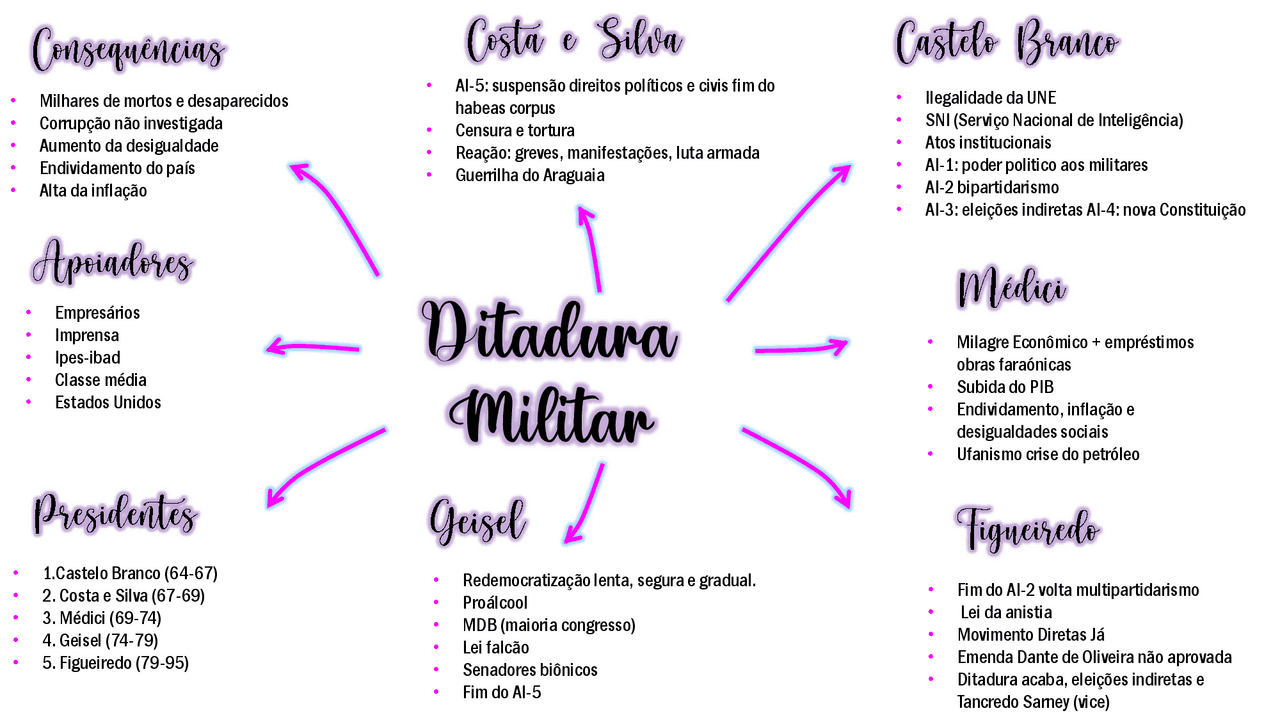 Consequências
Milhares de mortos e desaparecidos
Corrupção não investigada
Aumento da desigualdade
Endividamento do país
Alta da inflação
Costa e Silva
AI-5: suspensão direitos políticos e civis fim do
habeas corpus
Censura e tortura
Reação: greves, manifestações, luta armada
Guerrilha do Araguaia
Castelo Branco
Ilegalidade da UNE
SNI (Serviço Nacional de Inteligência)
Atos institucionais
AI-1: poder politico aos militares
AI-2 bipartidarismo
AI-3: eleições indiretas AI-4: nova Constituição
Apoiadores
Empresários
Imprensa
Ipes-ibad
Classe média
Estados Unidos
Ditadura
Militar
Médici
Milagre Econômico + empréstimos
obras faraónicas
Subida do PIB
Endividamento, inflação e
desigualdades sociais
Ufanismo crise do petróleo
Presidentes
1.Castelo Branco (64-67)
2. Costa e Silva (67-69)
3. Médici (69-74)
4. Geisel (74-79)
5. Figueiredo (79-95)
Geisel
Redemocratização lenta, segura e gradual.
Proálcool
MDB (maioria congresso)
Lei falcão
Senadores biônicos
Fim do AI-5
Figueiredo
Fim do AI-2 volta multipartidarismo
Lei da anistia
Movimento Diretas Já
Emenda Dante de Oliveira não aprovada
Ditadura acaba, eleições indiretas e
Tancredo Sarney (vice)